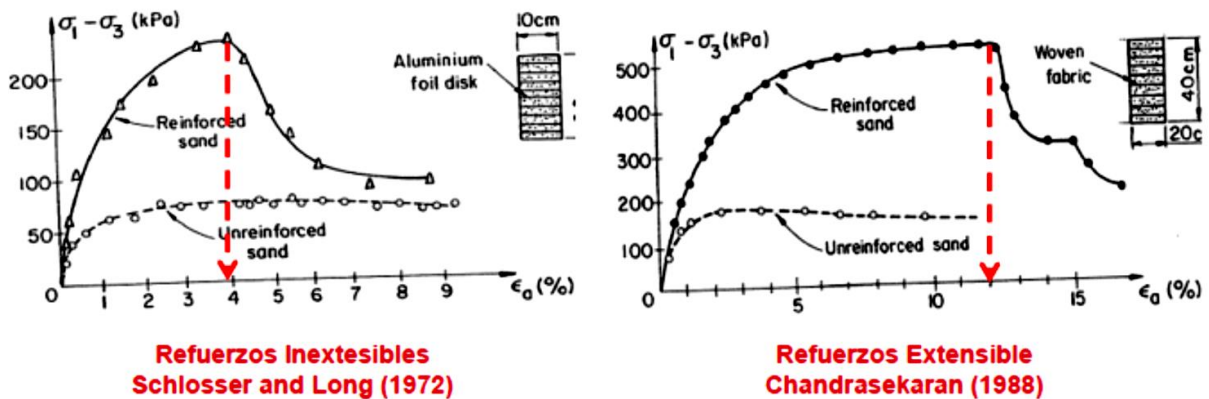 σ₁ – σ₃ (kPa)
200
150
100
50
0
1
2
3
4
5
6
7
8
9
ϵₐ (%)
Reinforced
sand
Unreinforced
sand
10cm
Aluminium
foil disk
σ₁ – σ₃ (kPa)
500
400
300
200
100
0
5
10
15
ϵₐ (%)
Reinforced
sand
Unreinforced sand
Woven
fabric
40cm
20c
Refuerzos Inextesibles
Schlosser and Long (1972)
Refuerzos Extensible
Chandrasekaran (1988)